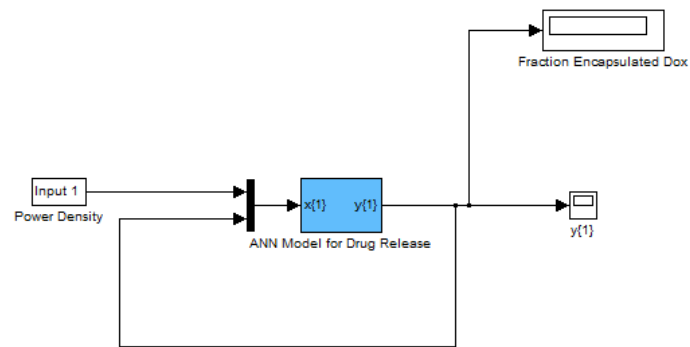 Fraction Encapsulated Dox
Input 1
Power Density
x{1} y{1}
ANN Model for Drug Release
y{1}